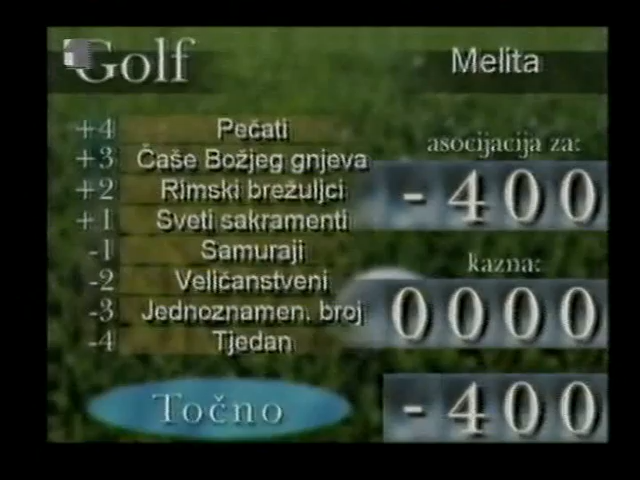 Golf
Melita
+4 Pečati
+3 Čaše Božjeg gnjeva
+2 Rimski brežuljci
+1 Sveti sakramenti
-1 Samuraji
-2 Veličanstveni
-3 Jednoznamen. broj
-4 Tjedan
asocijacija za:
-400
kazna:
0000
Točno
-400